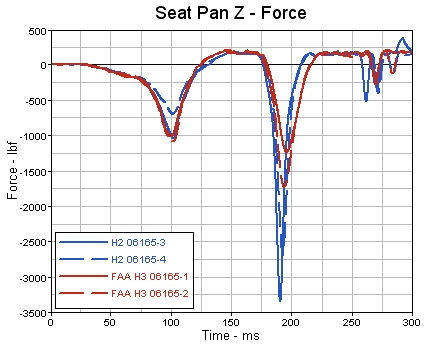 Seat Pan Z - Force
500
0
-500
-1000
-1500
-2000
-2500
-3000
-3500
Force - lbf
H2 06165-3
H2 06165-4
FAA H3 06165-1
FAA H3 06165-2
0 50 100 150 200 250 300
Time - ms